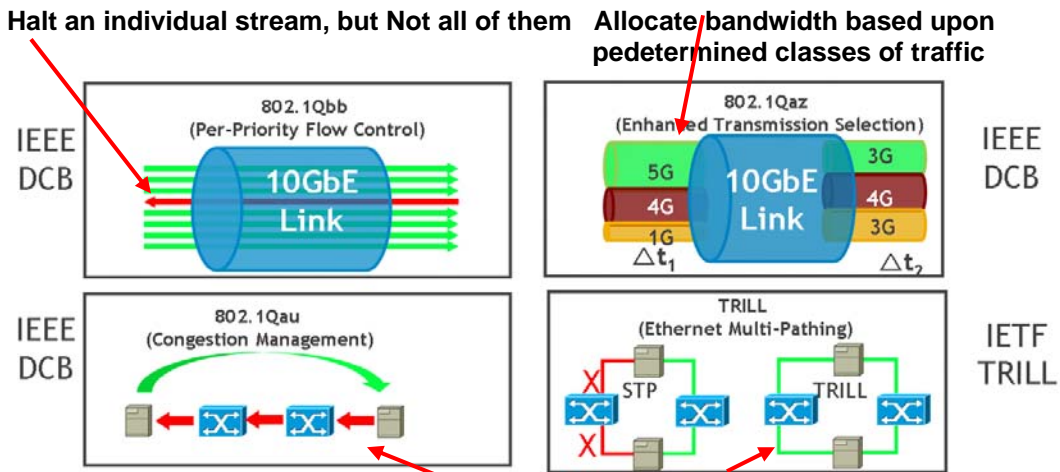 Halt an individual stream, but Not all of them
Allocate bandwidth based upon
pedetermined classes of traffic
IEEE
DCB
802.1Qbb
(Per-Priority Flow Control)
10GbE
Link
802.1Qaz
(Enhanced Transmission Selection)
5G
4G
1G
△t1
10GbE
Link
3G
4G
3G
△t2
IEEE
DCB
IEEE
DCB
802.1Qau
(Congestion Management)
TRILL
(Ethernet Multi-Pathing)
X
STP
X
TRILL
IETF
TRILL